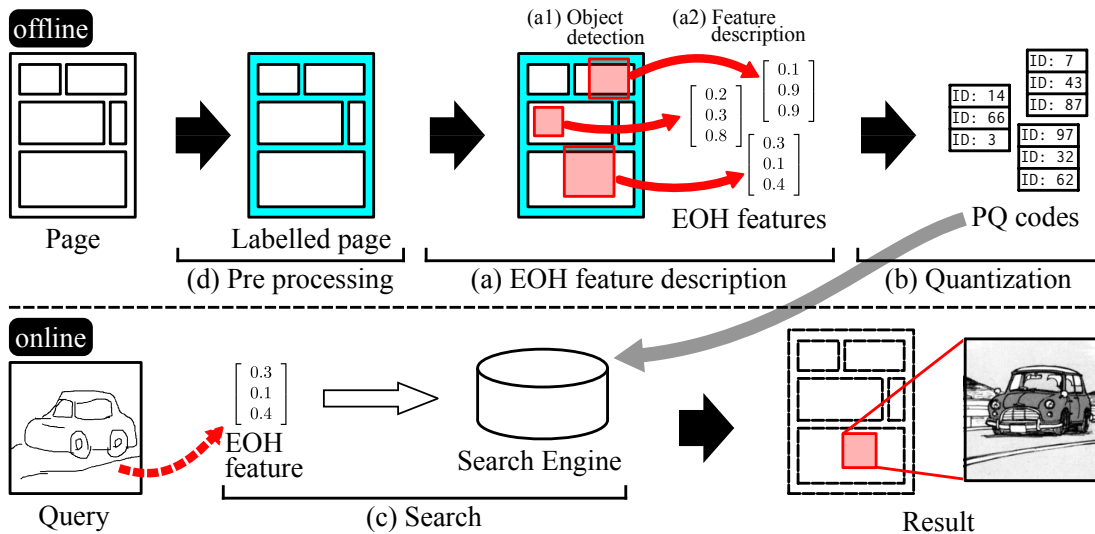 offline
(a1) Object
detection
(a2) Feature
description
0.1
0.9
0.9
0.2
0.3
0.8
0.3
0.1
0.4
ID: 14
ID: 66
ID: 3
ID: 7
ID: 43
ID: 87
ID: 97
ID: 32
ID: 62
Page
Labelled page
EOH features
PQ codes
(d) Pre processing
(a) EOH feature description
(b) Quantization
online
0.3
0.1
0.4
EOH
feature
Search Engine
Query
(c) Search
Result